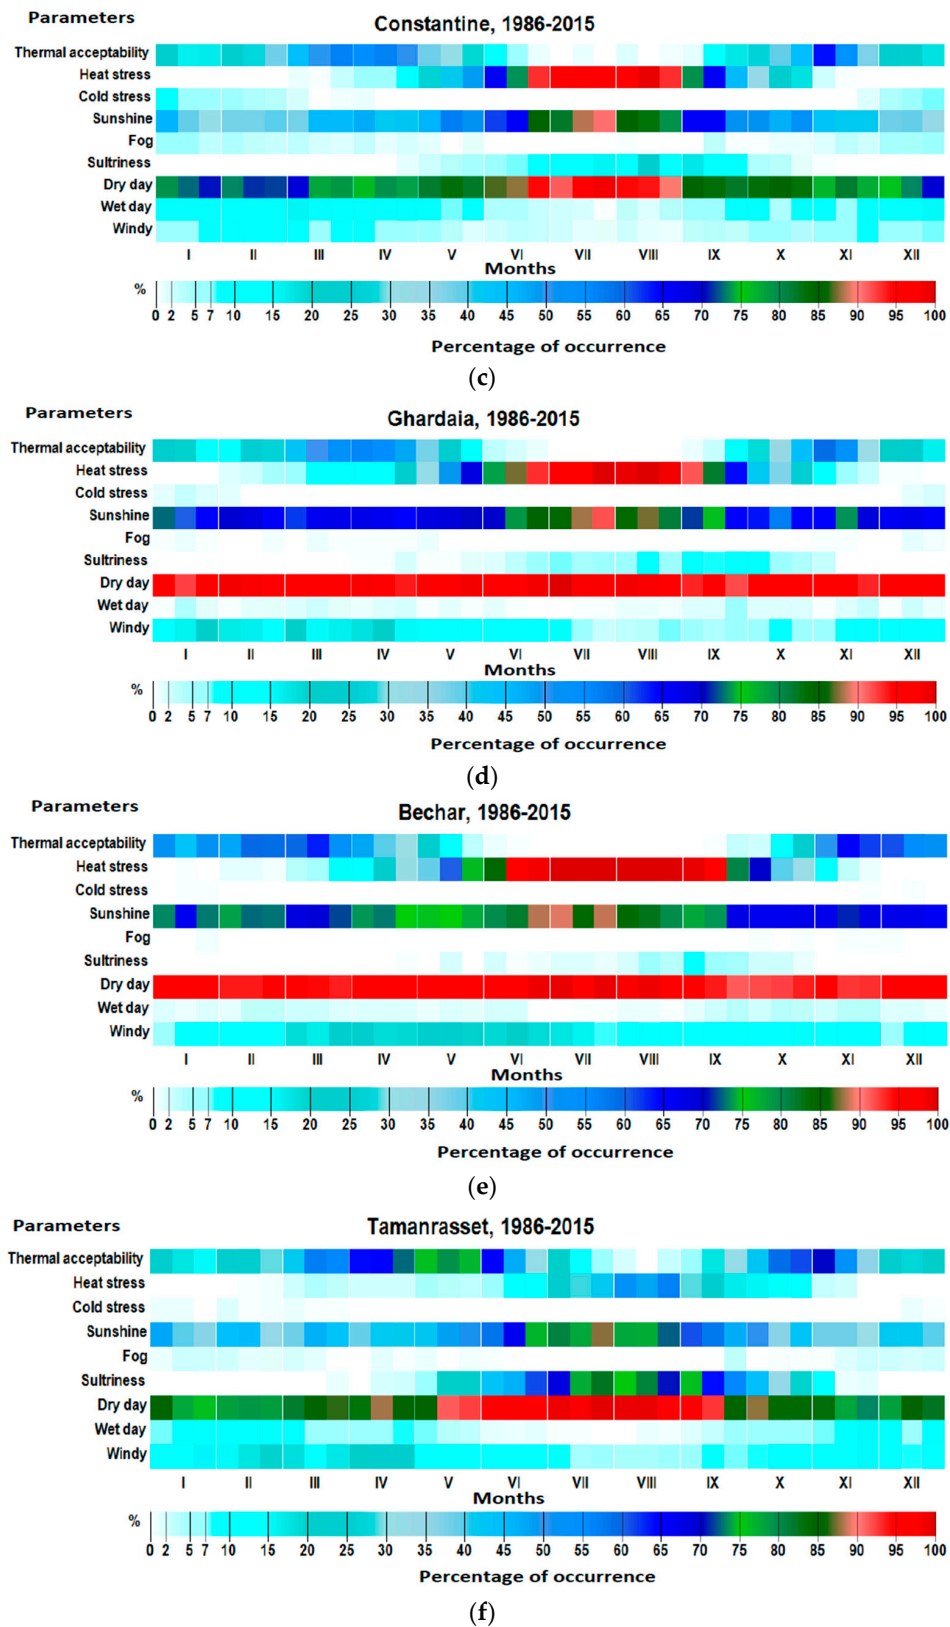 Parameters
Constantine, 1986-2015
Thermal acceptability
Heat stress
Cold stress
Sunshine
Fog
Sultriness
Dry day
Wet day
Windy
I II III IV V VI VII VIII IX X XI XII
Months
%
0 2 5 7 10 15 20 25 30 35 40 45 50 55 60 65 70 75 80 85 90 95 100
Percentage of occurrence
(c)
Parameters
Ghardaia, 1986-2015
Thermal acceptability
Heat stress
Cold stress
Sunshine
Fog
Sultriness
Dry day
Wet day
Windy
I II III IV V VI VII VIII IX X XI XII
Months
%
0 2 5 7 10 15 20 25 30 35 40 45 50 55 60 65 70 75 80 85 90 95 100
Percentage of occurrence
(d)
Parameters
Bechar, 1986-2015
Thermal acceptability
Heat stress
Cold stress
Sunshine
Fog
Sultriness
Dry day
Wet day
Windy
I II III IV V VI VII VIII IX X XI XII
Months
%
0 2 5 7 10 15 20 25 30 35 40 45 50 55 60 65 70 75 80 85 90 95 100
Percentage of occurrence
(e)
Parameters
Tamanrasset, 1986-2015
Thermal acceptability
Heat stress
Cold stress
Sunshine
Fog
Sultriness
Dry day
Wet day
Windy
I II III IV V VI VII VIII IX X XI XII
Months
%
0 2 5 7 10 15 20 25 30 35 40 45 50 55 60 65 70 75 80 85 90 95 100
Percentage of occurrence
(f)